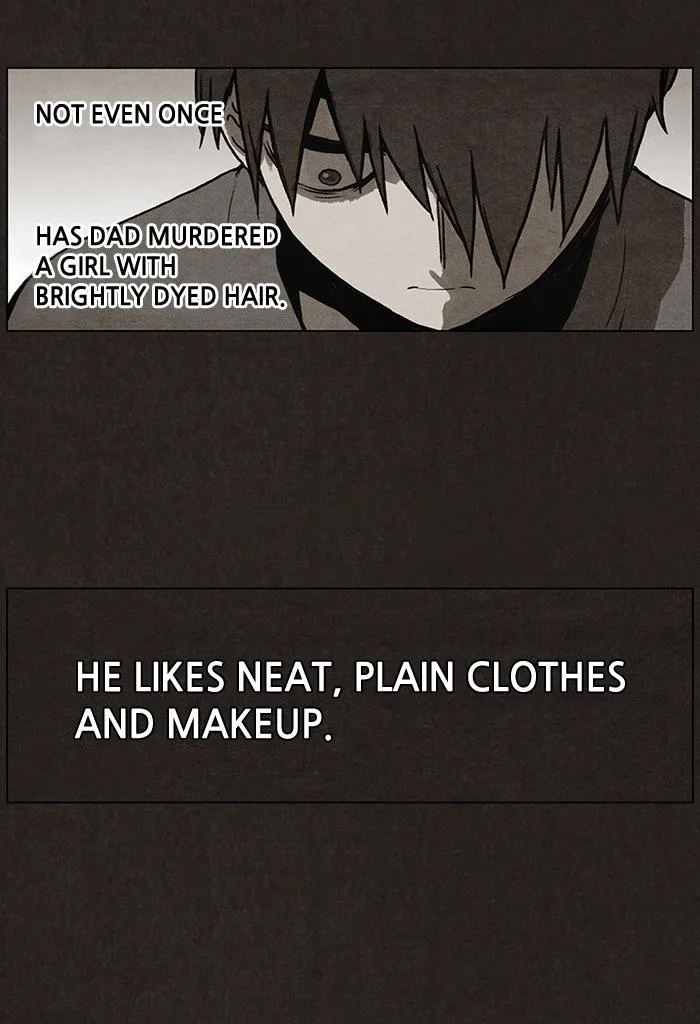 NOT EVEN ONCE
HAS DAD MURDERED
A GIRL WITH
BRIGHTLY DYED HAIR.
HE LIKES NEAT, PLAIN CLOTHES
AND MAKEUP.